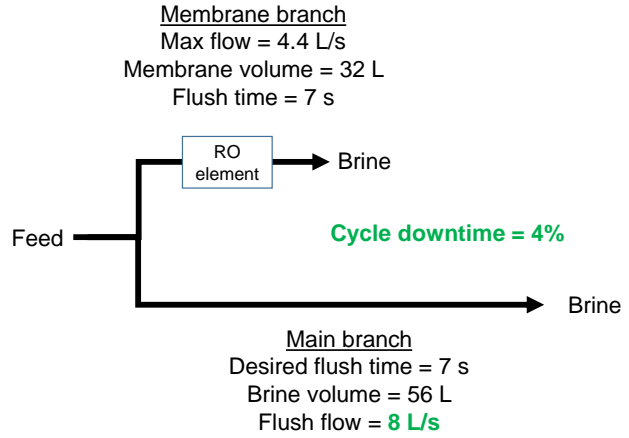 Membrane branch
Max flow = 4.4 L/s
Membrane volume = 32 L
Flush time = 7 s
RO
element
Brine
Feed
Cycle downtime = 4%
Brine
Main branch
Desired flush time = 7 s
Brine volume = 56 L
Flush flow = 8 L/s